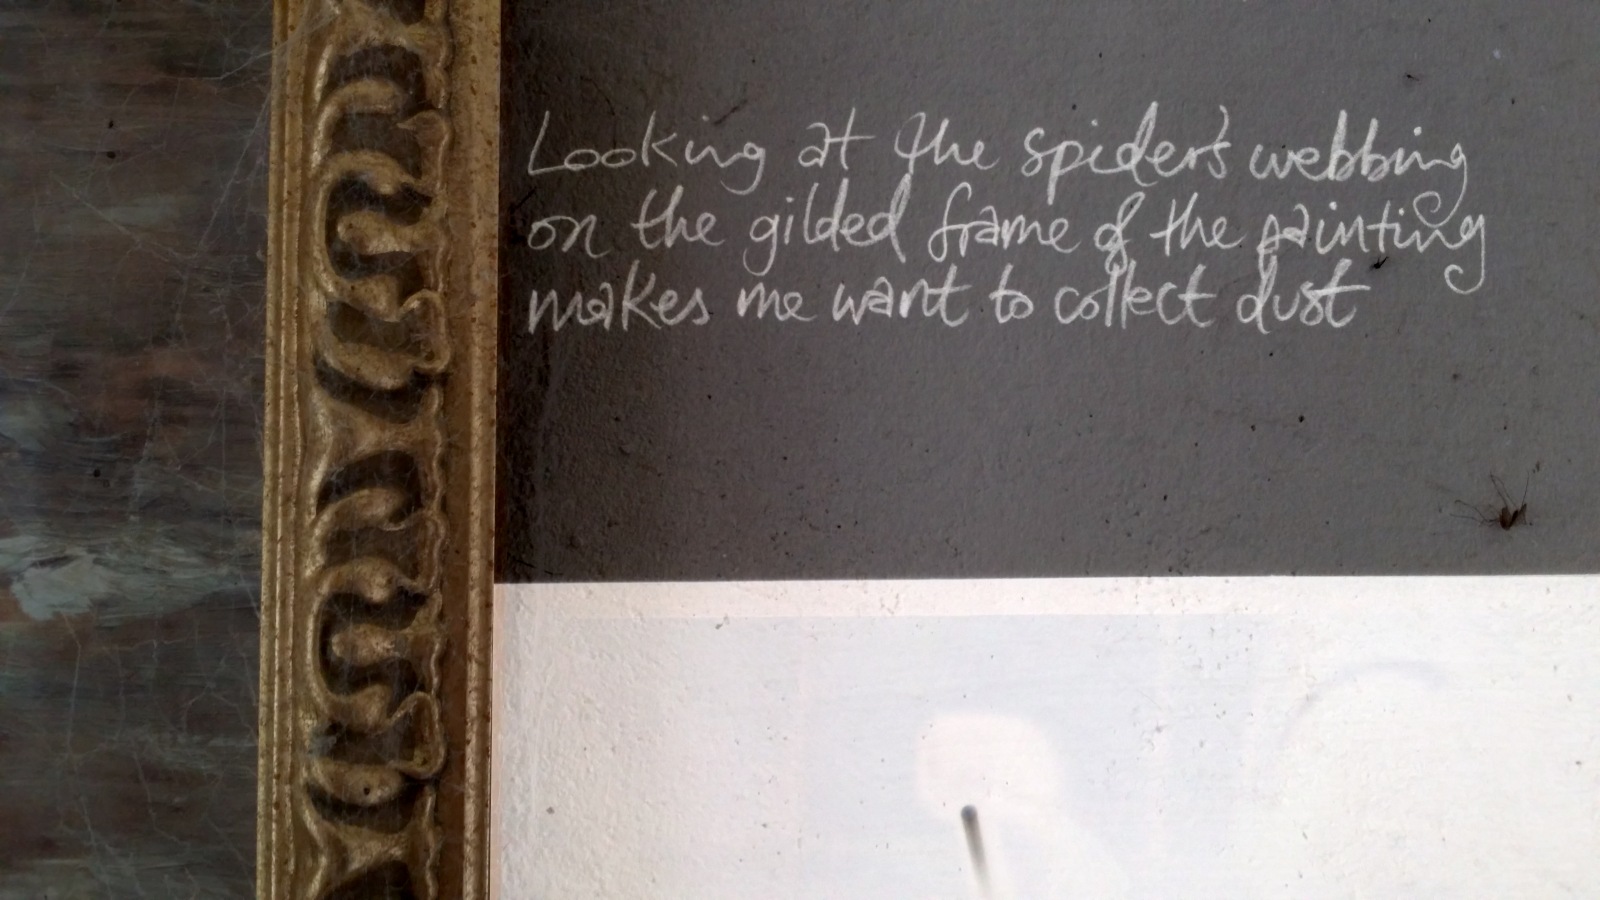 Looking at the spider's webbing
on the gilded frame of the painting
makes me want to collect dust